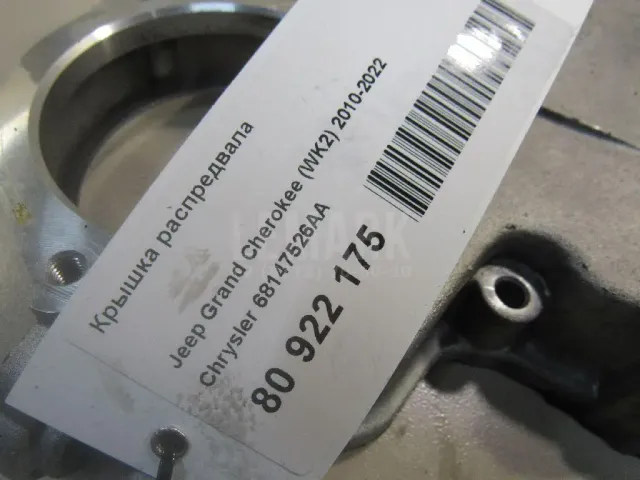 Крышка распредвала
Jeep Grand Cherokee (WK2) 2010-2022
Chrysler 68147526AA
80 922 175